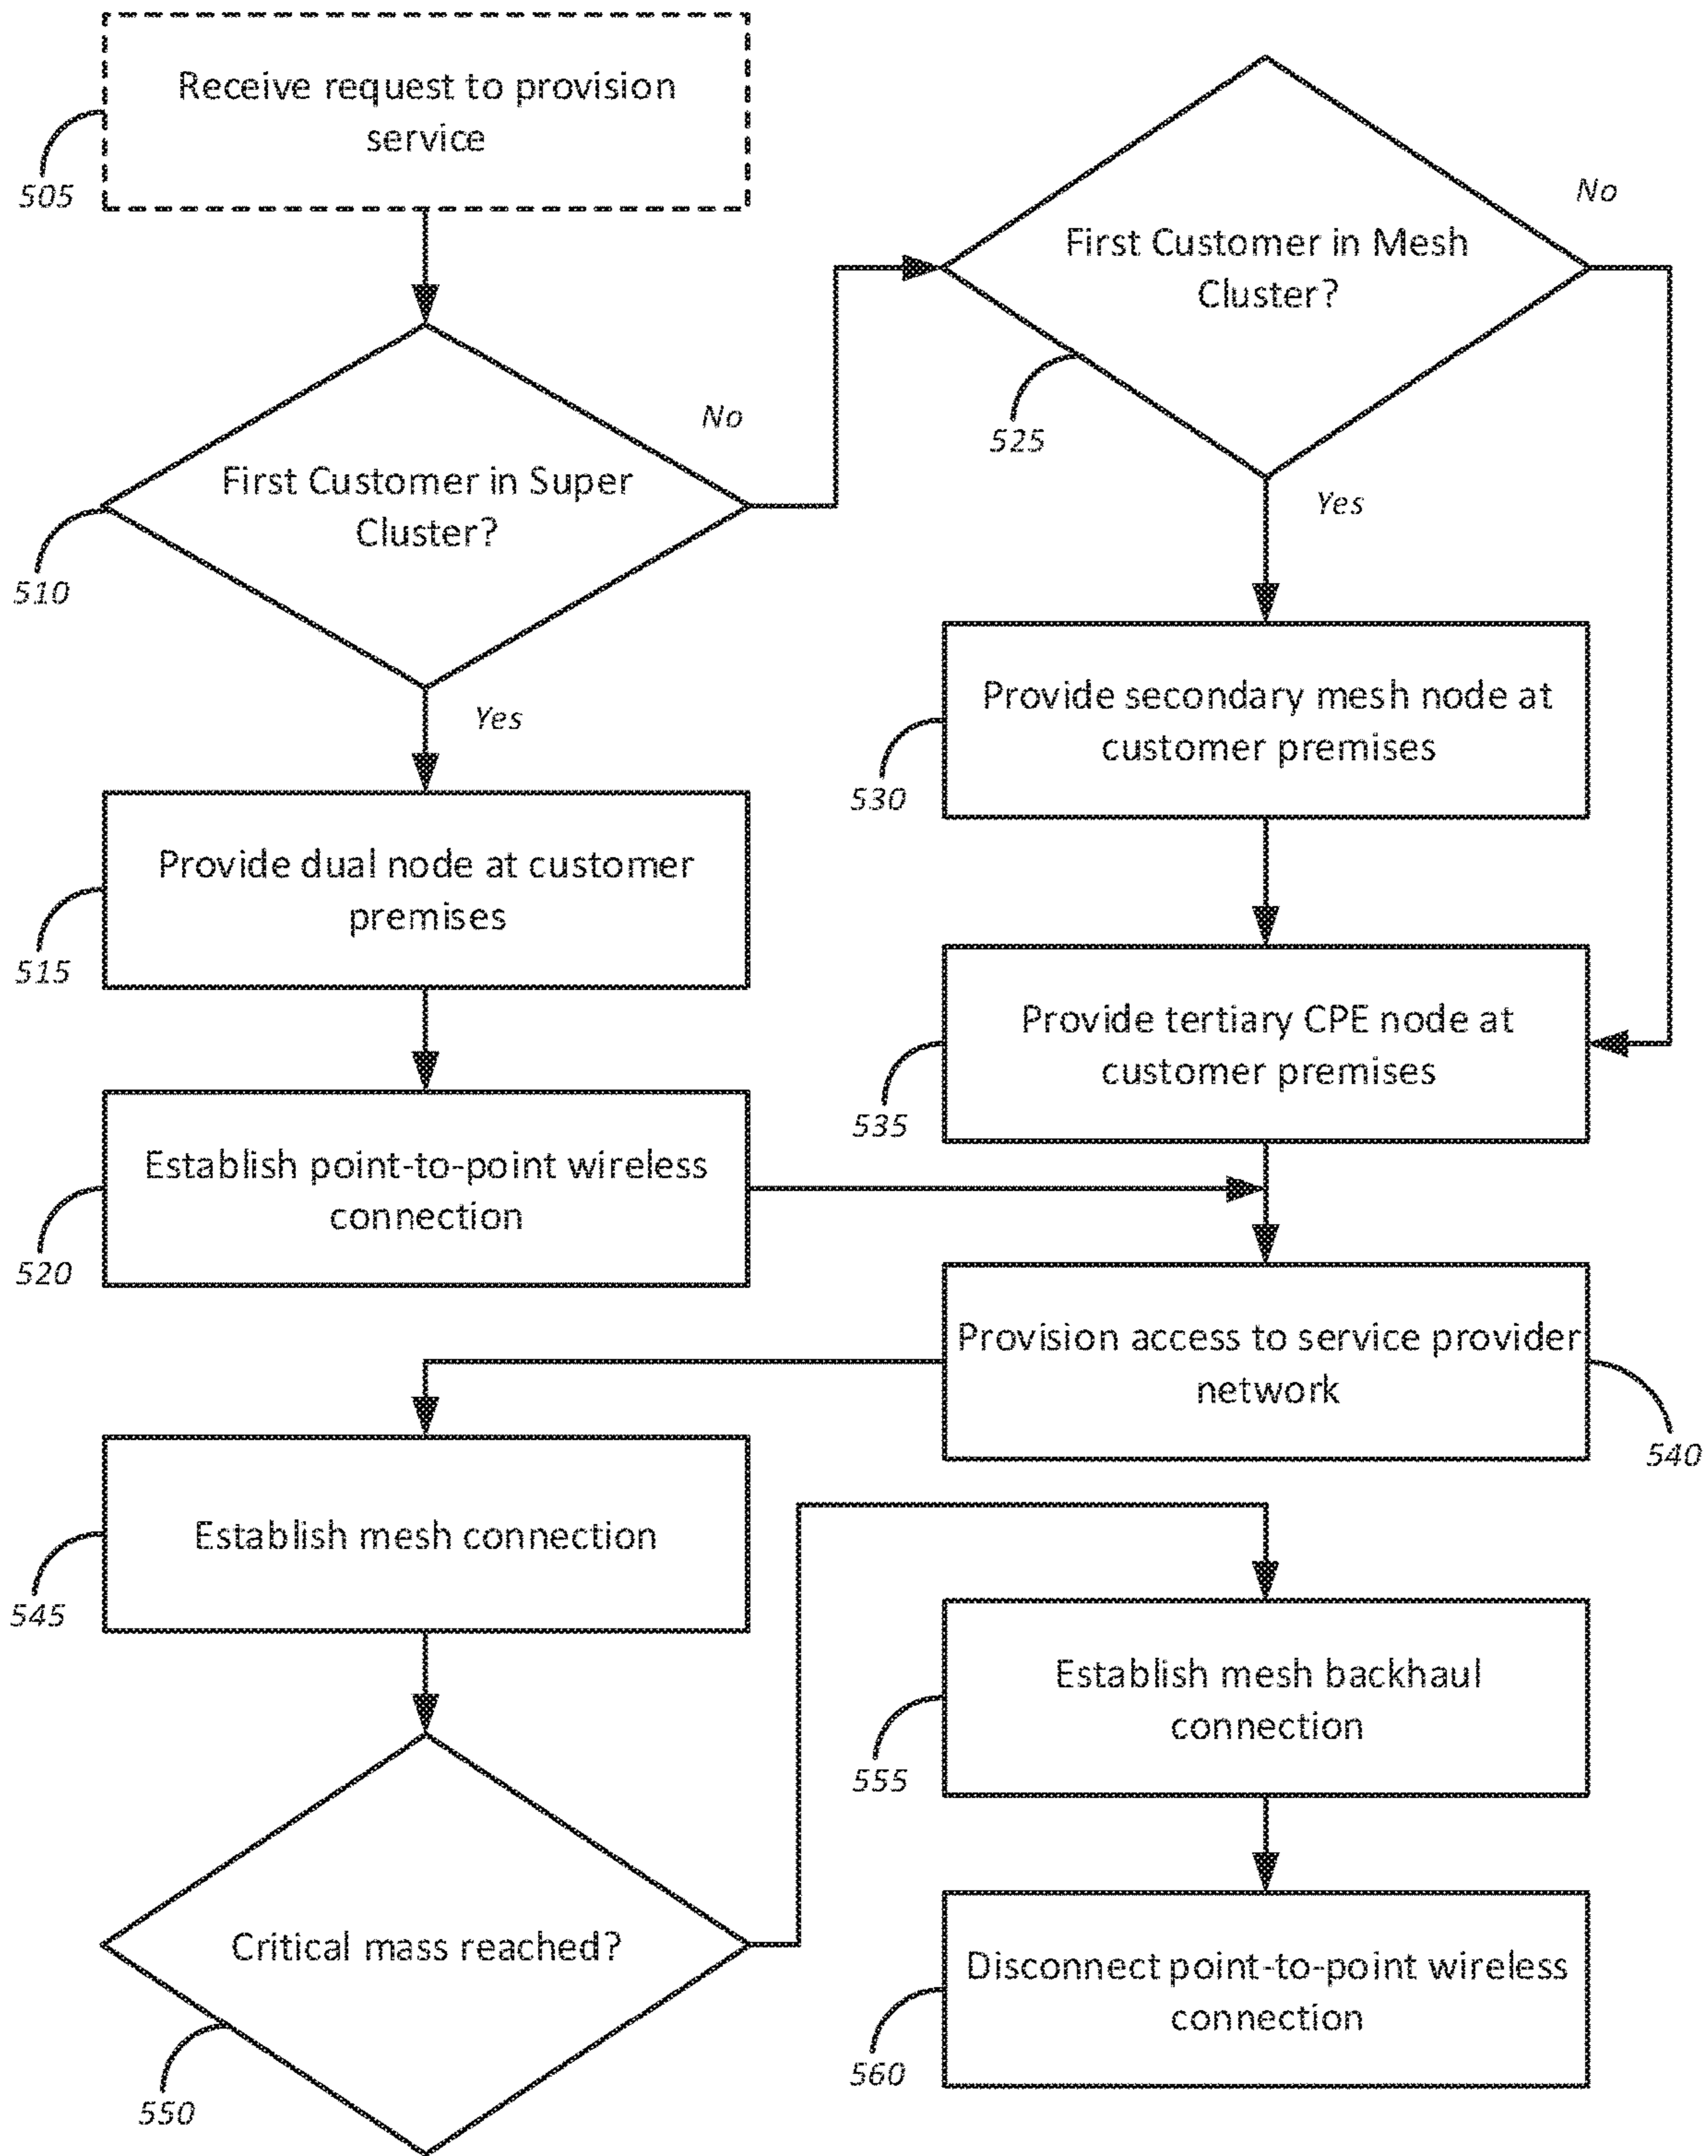 Receive request to provision
service
505
First Customer in Super
Cluster?
510
No
Yes
Provide dual node at customer
premises
515
Establish point-to-point wireless
connection
520
First Customer in Mesh
Cluster?
525
No
Yes
Provide secondary mesh node at
customer premises
530
Provide tertiary CPE node at
customer premises
535
Provision access to service provider
network
540
Establish mesh connection
545
Critical mass reached?
550
Establish mesh backhaul
connection
555
Disconnect point-to-point wireless
connection
560